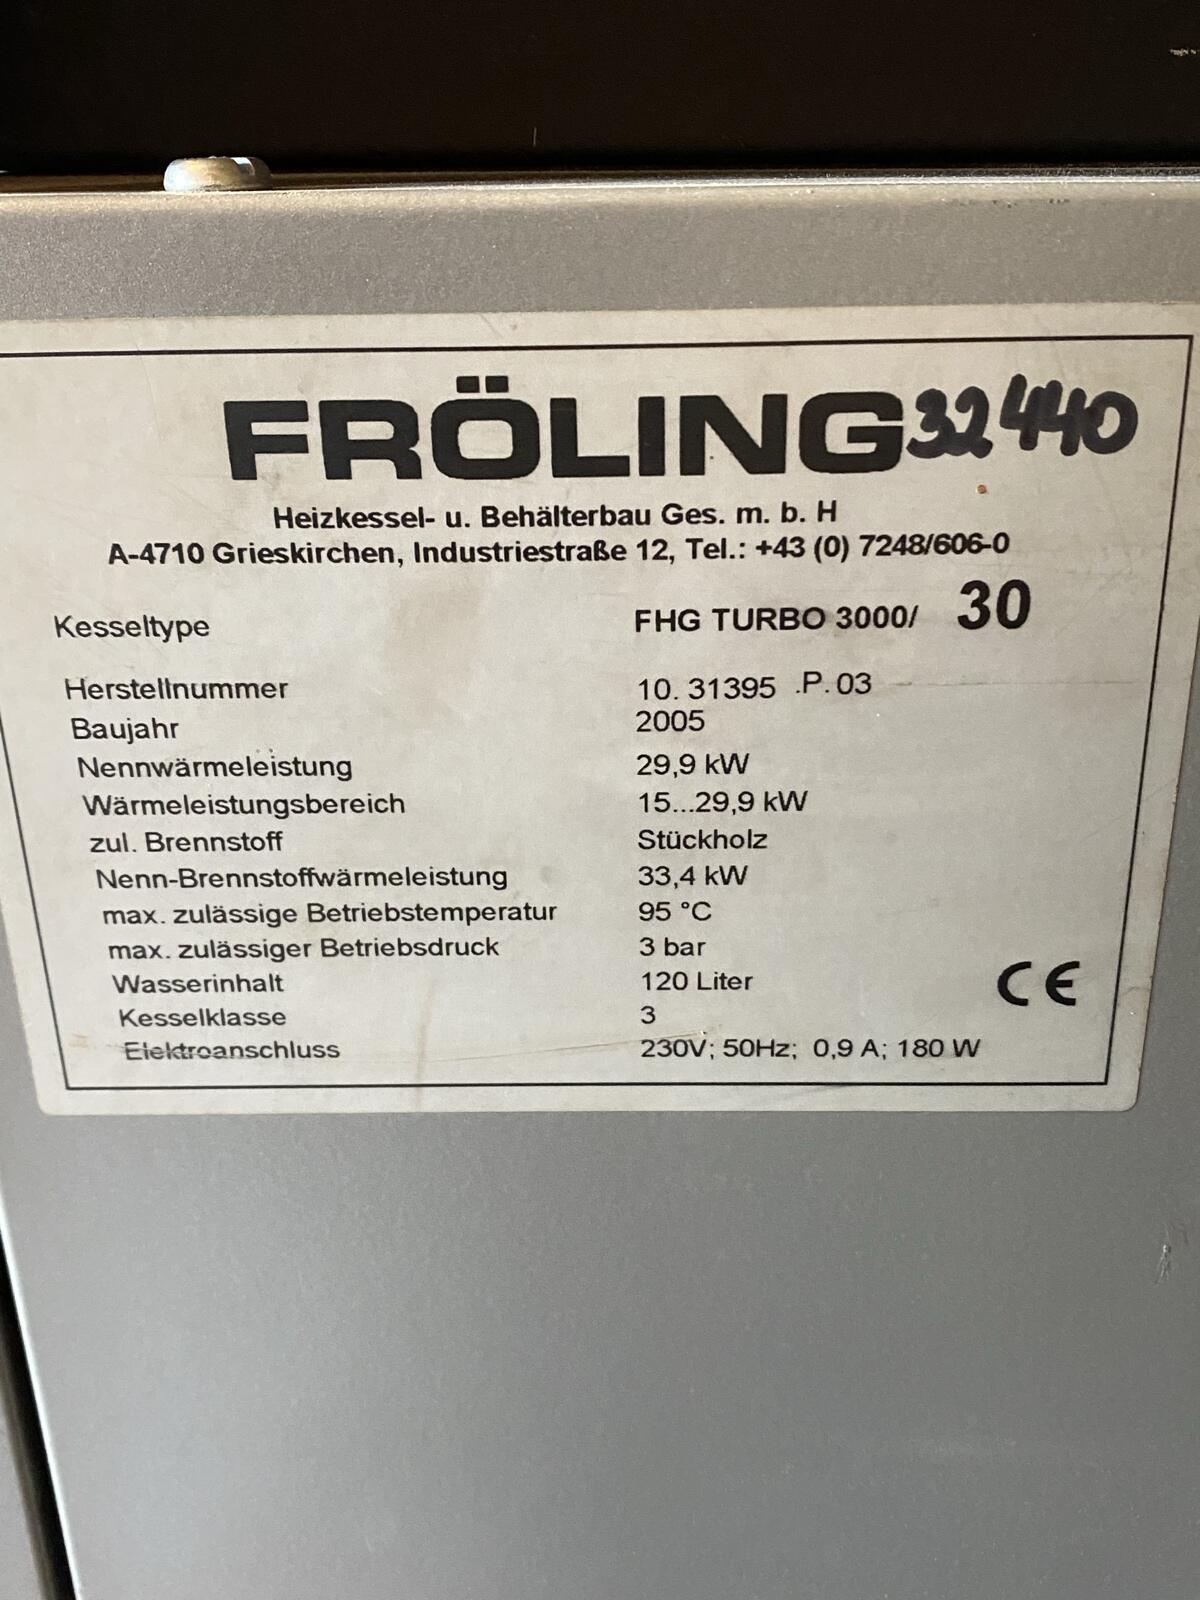 FRÖLING 32440
Heizkessel- u. Behälterbau Ges. m. b. H
A-4710 Grieskirchen, Industriestraße 12, Tel.: +43 (0) 7248/606-0
Kesseltype FHG TURBO 3000/ 30
Herstellnummer 10. 31395 .P. 03
Baujahr 2005
Nennwärmeleistung 29,9 kW
Wärmeleistungsbereich 15...29,9 kW
zul. Brennstoff Stückholz
Nenn-Brennstoffwärmeleistung 33,4 kW
max. zulässige Betriebstemperatur 95 °C
max. zulässiger Betriebsdruck 3 bar
Wasserinhalt 120 Liter
CE
Kesselklasse 3
Elektroanschluss 230V; 50Hz; 0,9 A; 180 W